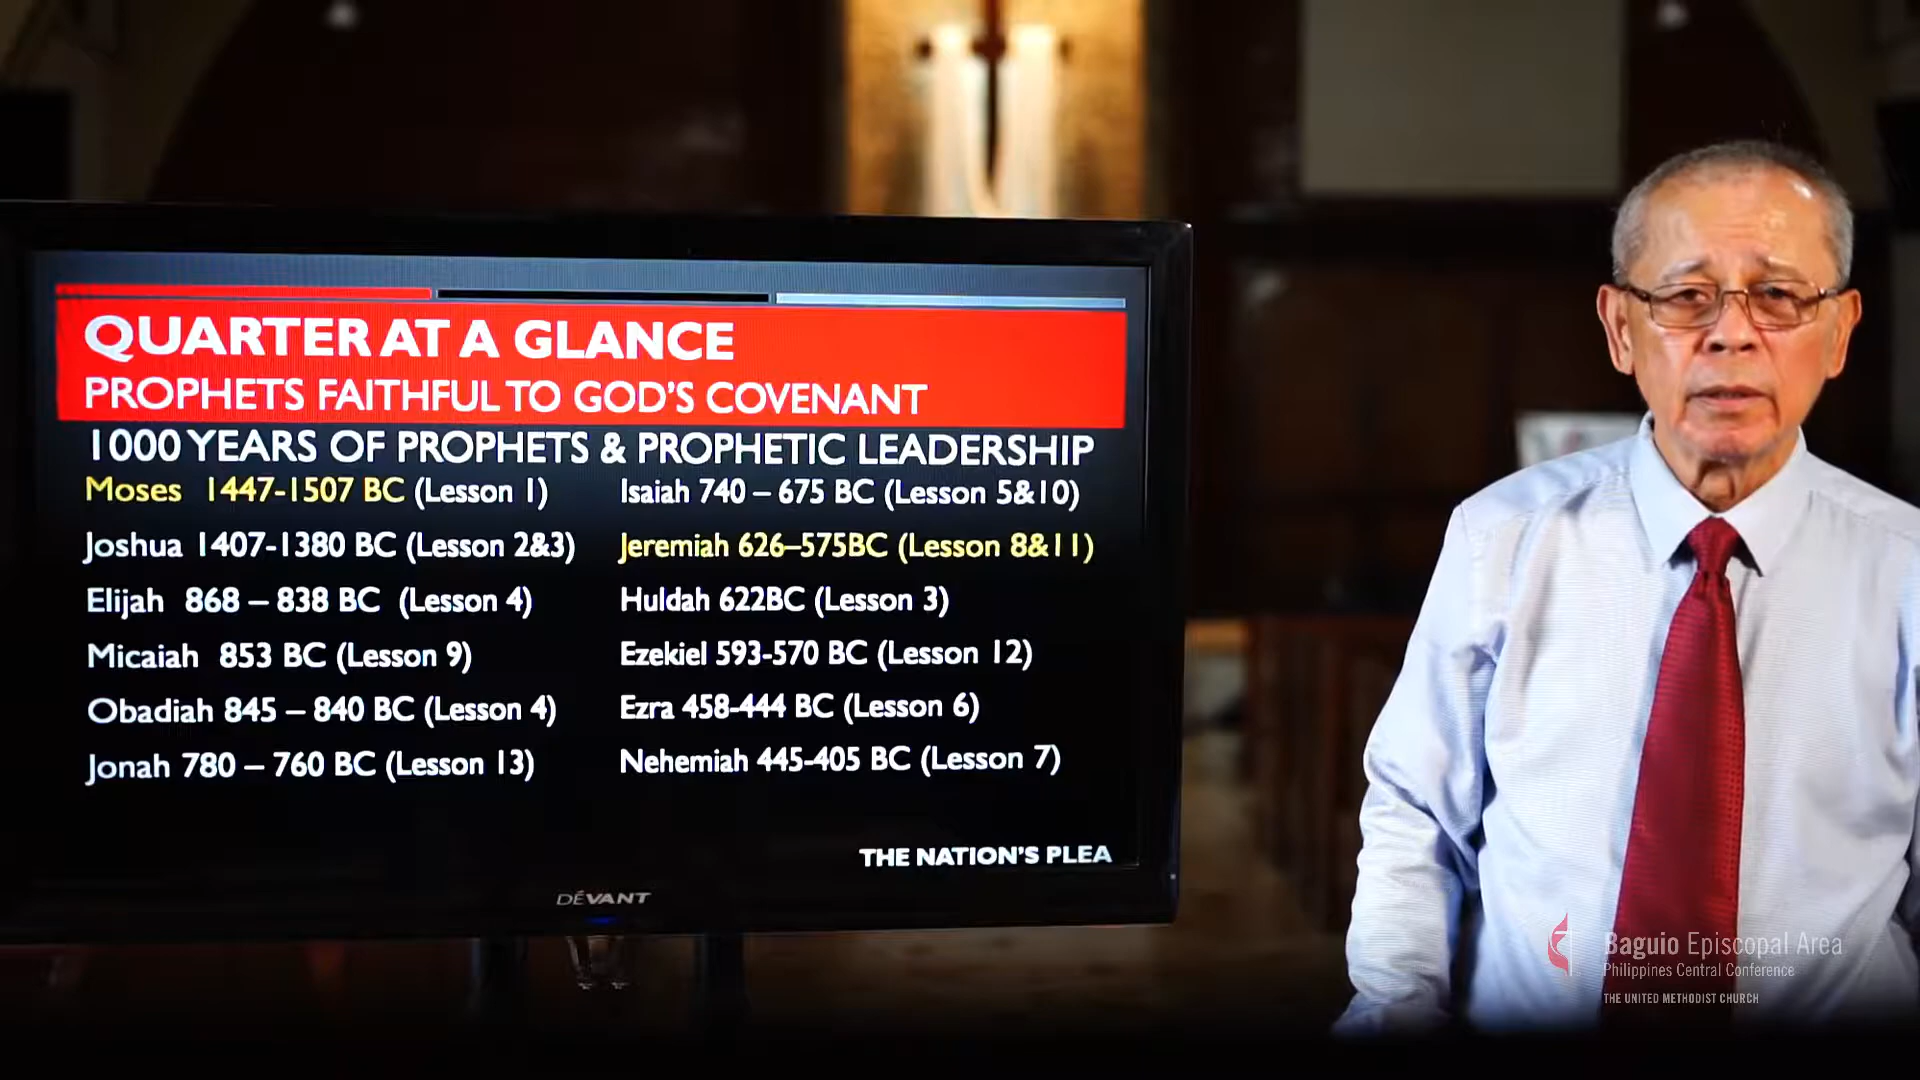 QUARTER AT A GLANCE
PROPHETS FAITHFUL TO GOD'S COVENANT
1000 YEARS OF PROPHETS & PROPHETIC LEADERSHIP
Moses 1447-1507 BC (Lesson 1)
Joshua 1407-1380 BC (Lesson 2&3)
Elijah 868 – 838 BC (Lesson 4)
Micaiah 853 BC (Lesson 9)
Obadiah 845 – 840 BC (Lesson 4)
Jonah 780 – 760 BC (Lesson 13)
Isaiah 740 – 675 BC (Lesson 5&10)
Jeremiah 626–575BC (Lesson 8&11)
Huldah 622BC (Lesson 3)
Ezekiel 593-570 BC (Lesson 12)
Ezra 458-444 BC (Lesson 6)
Nehemiah 445-405 BC (Lesson 7)
THE NATION'S PLEA
DÉVANT
Baguio Episcopal Area
Philippines Central Conference
THE UNITED METHODIST CHURCH